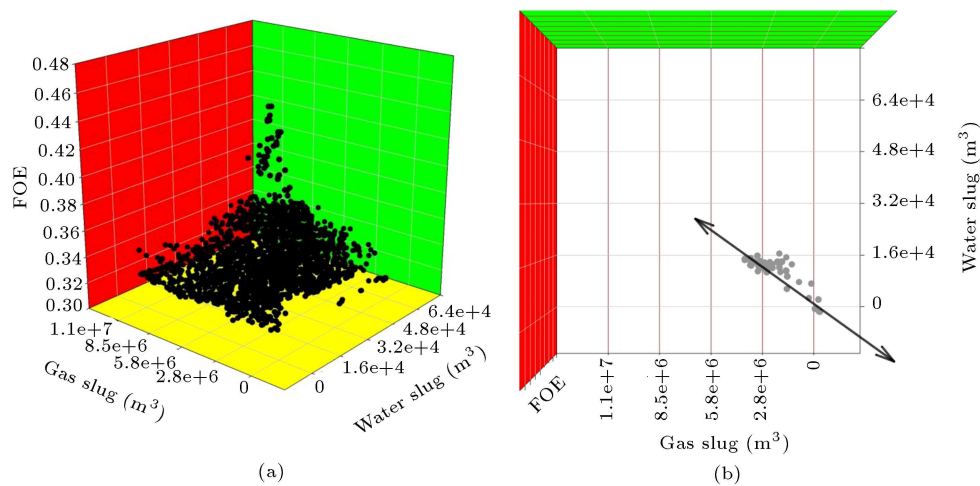 0.48
0.46
0.44
0.42
0.40
0.38
0.36
0.34
0.32
0.30
FOE
1.1e+7
8.5e+6
5.8e+6
2.8e+6
0
Gas slug (m³)
0
1.6e+4
3.2e+4
4.8e+4
6.4e+4
Water slug (m³)
(a)
6.4e+4
4.8e+4
3.2e+4
1.6e+4
0
Water slug (m³)
FOE
1.1e+7
8.5e+6
5.8e+6
2.8e+6
0
Gas slug (m³)
(b)